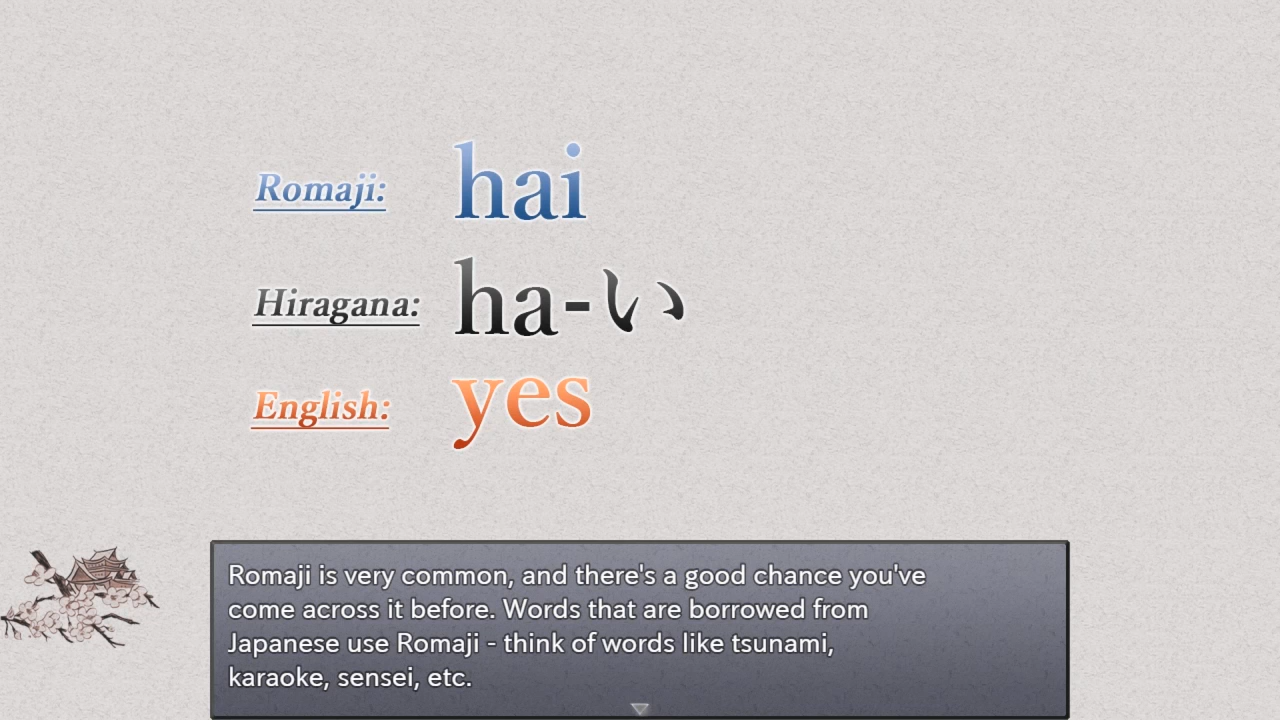 Romaji: hai
Hiragana: ha-い
English: yes
Romaji is very common, and there's a good chance you've
come across it before. Words that are borrowed from
Japanese use Romaji - think of words like tsunami,
karaoke, sensei, etc.